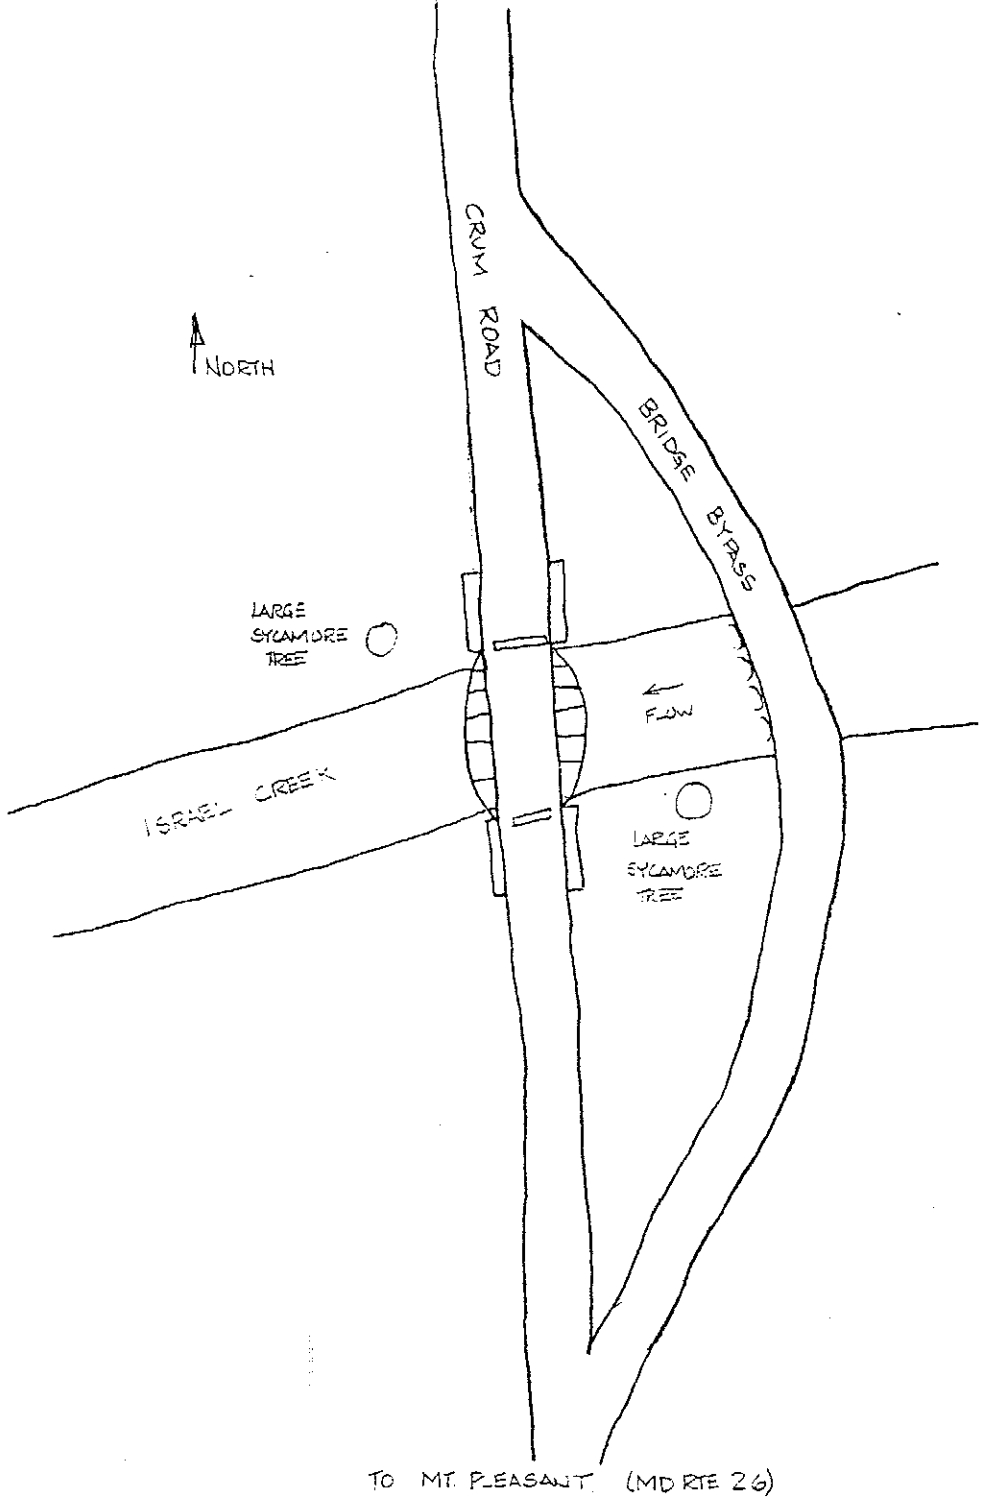 CRUM ROAD
NORTH
BRIDGE BYPASS
LARGE
SYCAMORE
TREE
FLOW
ISRAEL CREEK
LARGE
SYCAMORE
TREE
TO MT. PLEASANT (MD RTE 26)